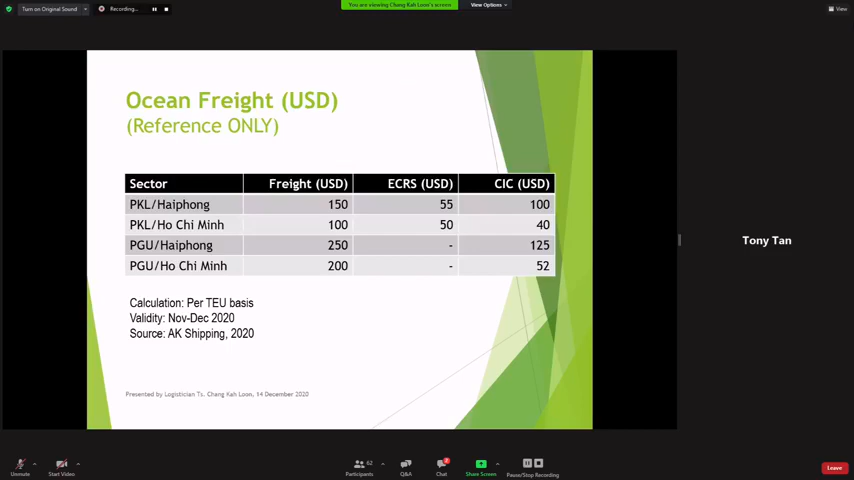 Turn on Original Sound
Recording...
You are viewing Chang Kah Loon's screen
View Options
View
Ocean Freight (USD)
(Reference ONLY)
Sector Freight (USD) ECRS (USD) CIC (USD)
PKL/Haiphong 150 55 100
PKL/Ho Chi Minh 100 50 40
PGU/Haiphong 250 - 125
PGU/Ho Chi Minh 200 - 52
Calculation: Per TEU basis
Validity: Nov-Dec 2020
Source: AK Shipping, 2020
Presented by Logistician Ts. Chang Kah Loon, 14 December 2020
Tony Tan
Unmute
Start Video
62
Participants
Q&A
Chat
Share Screen
Pause/Stop Recording
Leave